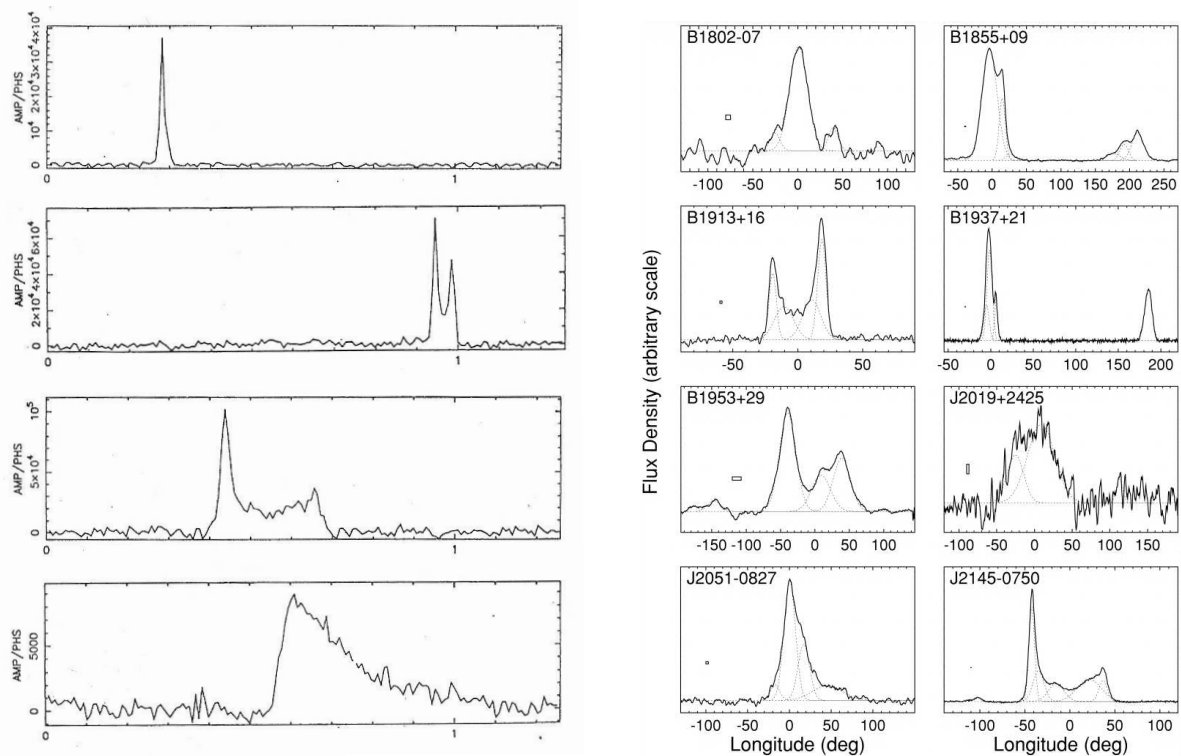 AMP/PHS
0 10⁴ 2×10⁴ 3×10⁴ 4×10⁴
0 1
AMP/PHS
0 2×10⁴ 4×10⁴ 6×10⁴
0 1
AMP/PHS
0 5×10⁴ 10⁵
0 1
AMP/PHS
0 5000
0 1
Flux Density (arbitrary scale)
B1802-07
-100 -50 0 50 100
B1855+09
-50 0 50 100 150 200 250
B1913+16
-50 0 50
B1937+21
-50 0 50 100 150 200
B1953+29
-150 -100 -50 0 50 100
J2019+2425
-100 -50 0 50 100 150
J2051-0827
-100 -50 0 50 100
J2145-0750
-100 -50 0 50 100
Longitude (deg)
Longitude (deg)